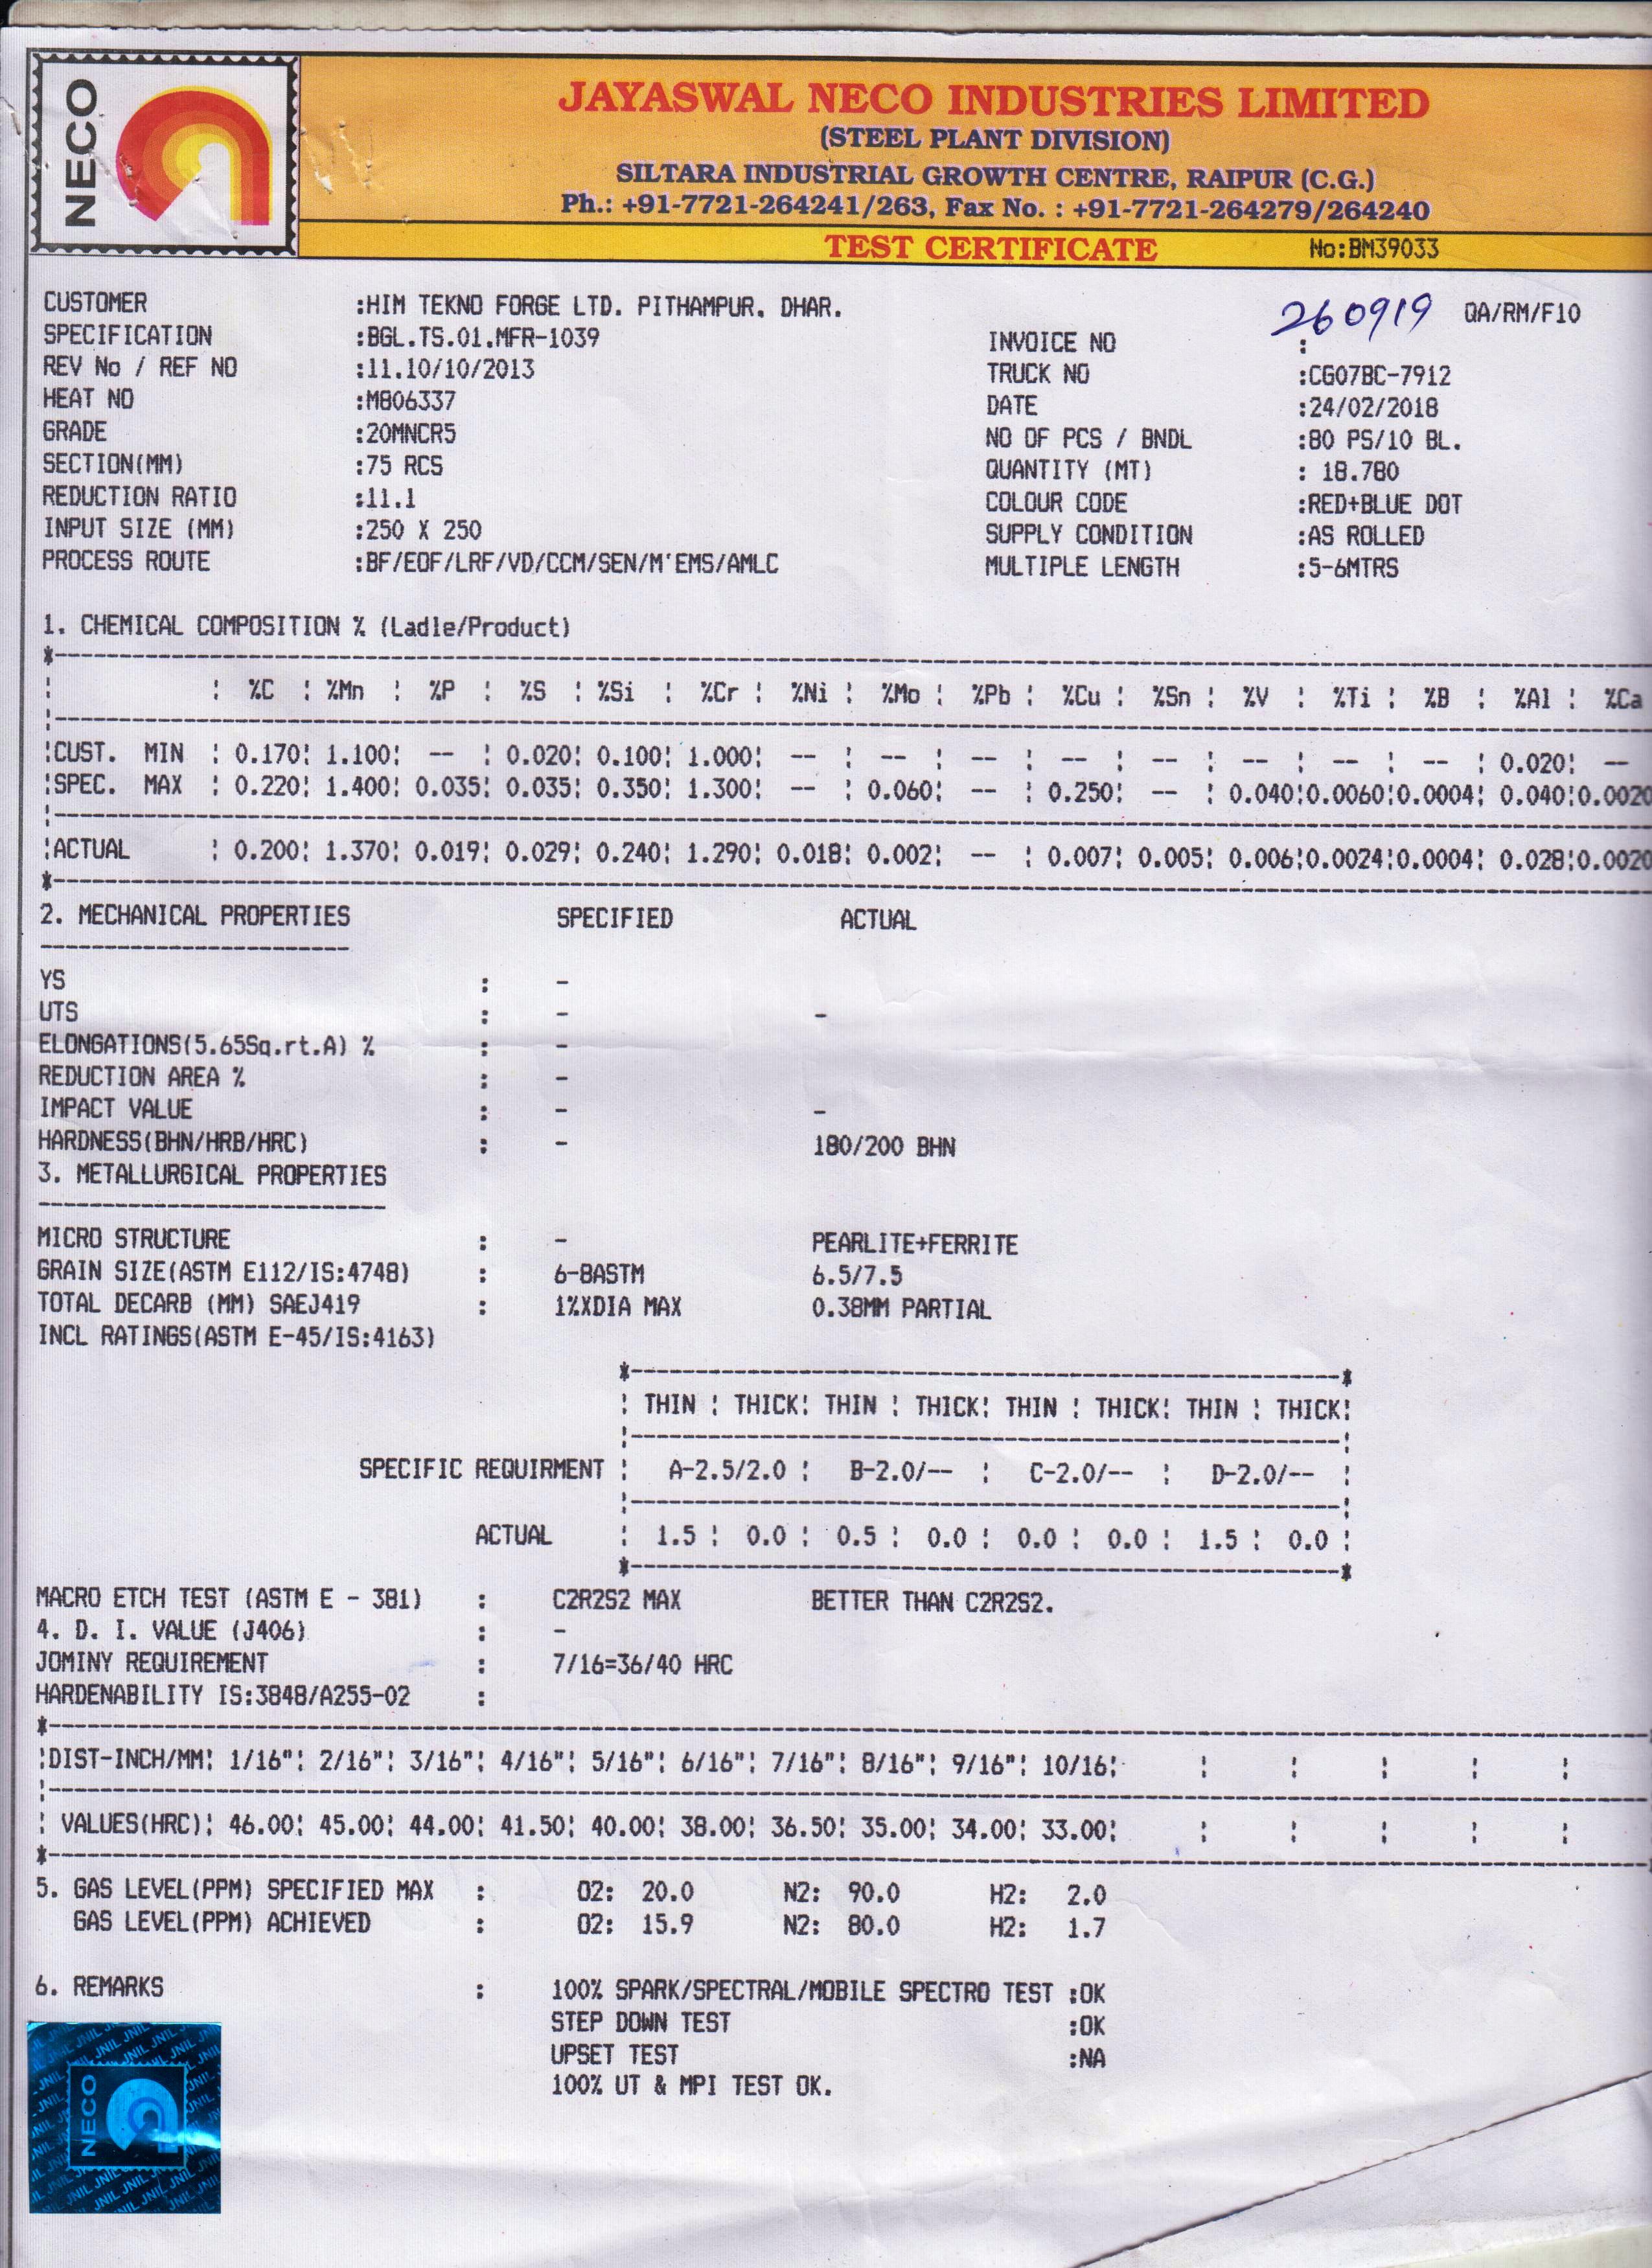 NECO
JAYASWAL NECO INDUSTRIES LIMITED
(STEEL PLANT DIVISION)
SILTARA INDUSTRIAL GROWTH CENTRE, RAIPUR (C.G.)
Ph.: +91-7721-264241/263, Fax No. : +91-7721-264279/264240
TEST CERTIFICATE No:BM39033
260919 QA/RM/F10
CUSTOMER :HIM TEKNO FORGE LTD. PITHAMPUR. DHAR.
SPECIFICATION :BGL.TS.01.MFR-1039 INVOICE NO :
REV No / REF NO :11.10/10/2013 TRUCK NO :CG07BC-7912
HEAT NO :M806337 DATE :24/02/2018
GRADE :20MNCR5 NO OF PCS / BNDL :80 PS/10 BL.
SECTION(MM) :75 RCS QUANTITY (MT) : 18.780
REDUCTION RATIO :11.1 COLOUR CODE :RED+BLUE DOT
INPUT SIZE (MM) :250 X 250 SUPPLY CONDITION :AS ROLLED
PROCESS ROUTE :BF/EOF/LRF/VD/CCM/SEN/M'EMS/AMLC MULTIPLE LENGTH :5-6MTRS
1. CHEMICAL COMPOSITION % (Ladle/Product)
%C %Mn %P %S %Si %Cr %Ni %Mo %Pb %Cu %Sn %V %Ti %B %Al %Ca
CUST. MIN 0.170 1.100 -- 0.020 0.100 1.000 -- -- -- -- -- -- -- -- 0.020 --
SPEC. MAX 0.220 1.400 0.035 0.035 0.350 1.300 -- 0.060 -- 0.250 -- 0.040 0.0060 0.0004 0.040 0.0020
ACTUAL 0.200 1.370 0.019 0.029 0.240 1.290 0.018 0.002 -- 0.007 0.005 0.006 0.0024 0.0004 0.028 0.0020
2. MECHANICAL PROPERTIES SPECIFIED ACTUAL
YS : -
UTS : - -
ELONGATIONS(5.65Sq.rt.A) % : -
REDUCTION AREA % : -
IMPACT VALUE : - -
HARDNESS(BHN/HRB/HRC) : - 180/200 BHN
3. METALLURGICAL PROPERTIES
MICRO STRUCTURE : - PEARLITE+FERRITE
GRAIN SIZE(ASTM E112/IS:4748) : 6-8ASTM 6.5/7.5
TOTAL DECARB (MM) SAEJ419 : 1%XDIA MAX 0.38MM PARTIAL
INCL RATINGS(ASTM E-45/IS:4163)
THIN THICK THIN THICK THIN THICK THIN THICK
SPECIFIC REQUIRMENT A-2.5/2.0 B-2.0/-- C-2.0/-- D-2.0/--
ACTUAL 1.5 0.0 0.5 0.0 0.0 0.0 1.5 0.0
MACRO ETCH TEST (ASTM E - 381) : C2R2S2 MAX BETTER THAN C2R2S2.
4. D. I. VALUE (J406) : -
JOMINY REQUIREMENT : 7/16=36/40 HRC
HARDENABILITY IS:3848/A255-02 :
DIST-INCH/MM 1/16" 2/16" 3/16" 4/16" 5/16" 6/16" 7/16" 8/16" 9/16" 10/16
VALUES(HRC) 46.00 45.00 44.00 41.50 40.00 38.00 36.50 35.00 34.00 33.00
5. GAS LEVEL(PPM) SPECIFIED MAX : O2: 20.0 N2: 90.0 H2: 2.0
GAS LEVEL(PPM) ACHIEVED : O2: 15.9 N2: 80.0 H2: 1.7
6. REMARKS : 100% SPARK/SPECTRAL/MOBILE SPECTRO TEST :OK
STEP DOWN TEST :OK
UPSET TEST :NA
100% UT & MPI TEST OK.
NECO
JNIL JNIL JNIL JNIL